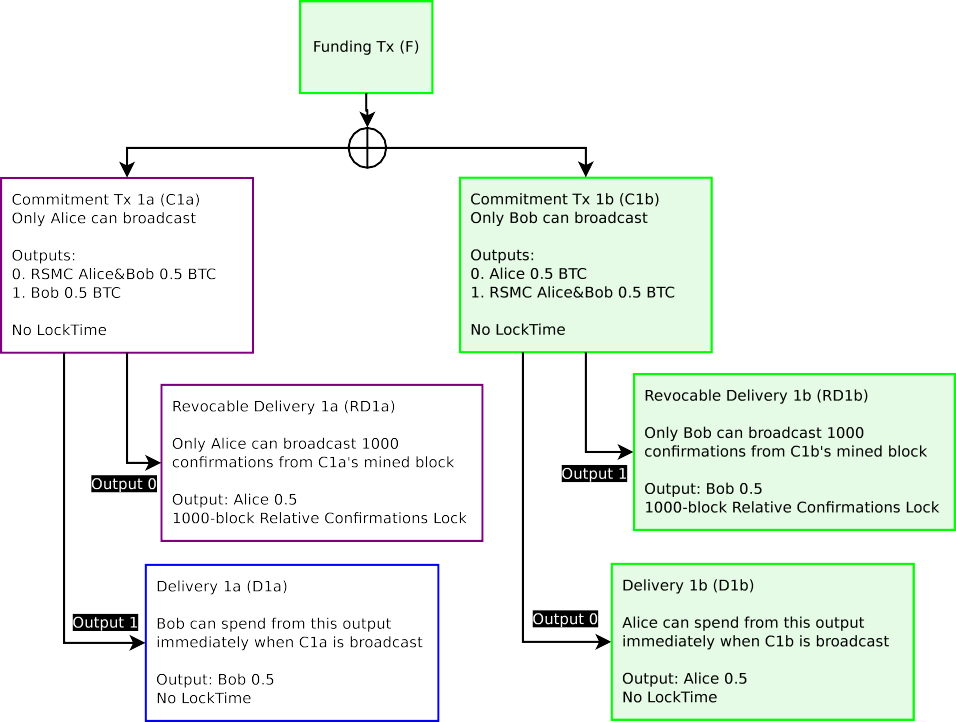 Funding Tx (F)
Commitment Tx 1a (C1a)
Only Alice can broadcast
Outputs:
0. RSMC Alice&Bob 0.5 BTC
1. Bob 0.5 BTC
No LockTime
Commitment Tx 1b (C1b)
Only Bob can broadcast
Outputs:
0. Alice 0.5 BTC
1. RSMC Alice&Bob 0.5 BTC
No LockTime
Revocable Delivery 1a (RD1a)
Only Alice can broadcast 1000
confirmations from C1a's mined block
Output: Alice 0.5
1000-block Relative Confirmations Lock
Output 0
Revocable Delivery 1b (RD1b)
Only Bob can broadcast 1000
confirmations from C1b's mined block
Output: Bob 0.5
1000-block Relative Confirmations Lock
Output 1
Delivery 1a (D1a)
Bob can spend from this output
immediately when C1a is broadcast
Output: Bob 0.5
No LockTime
Output 1
Delivery 1b (D1b)
Alice can spend from this output
immediately when C1b is broadcast
Output: Alice 0.5
No LockTime
Output 0